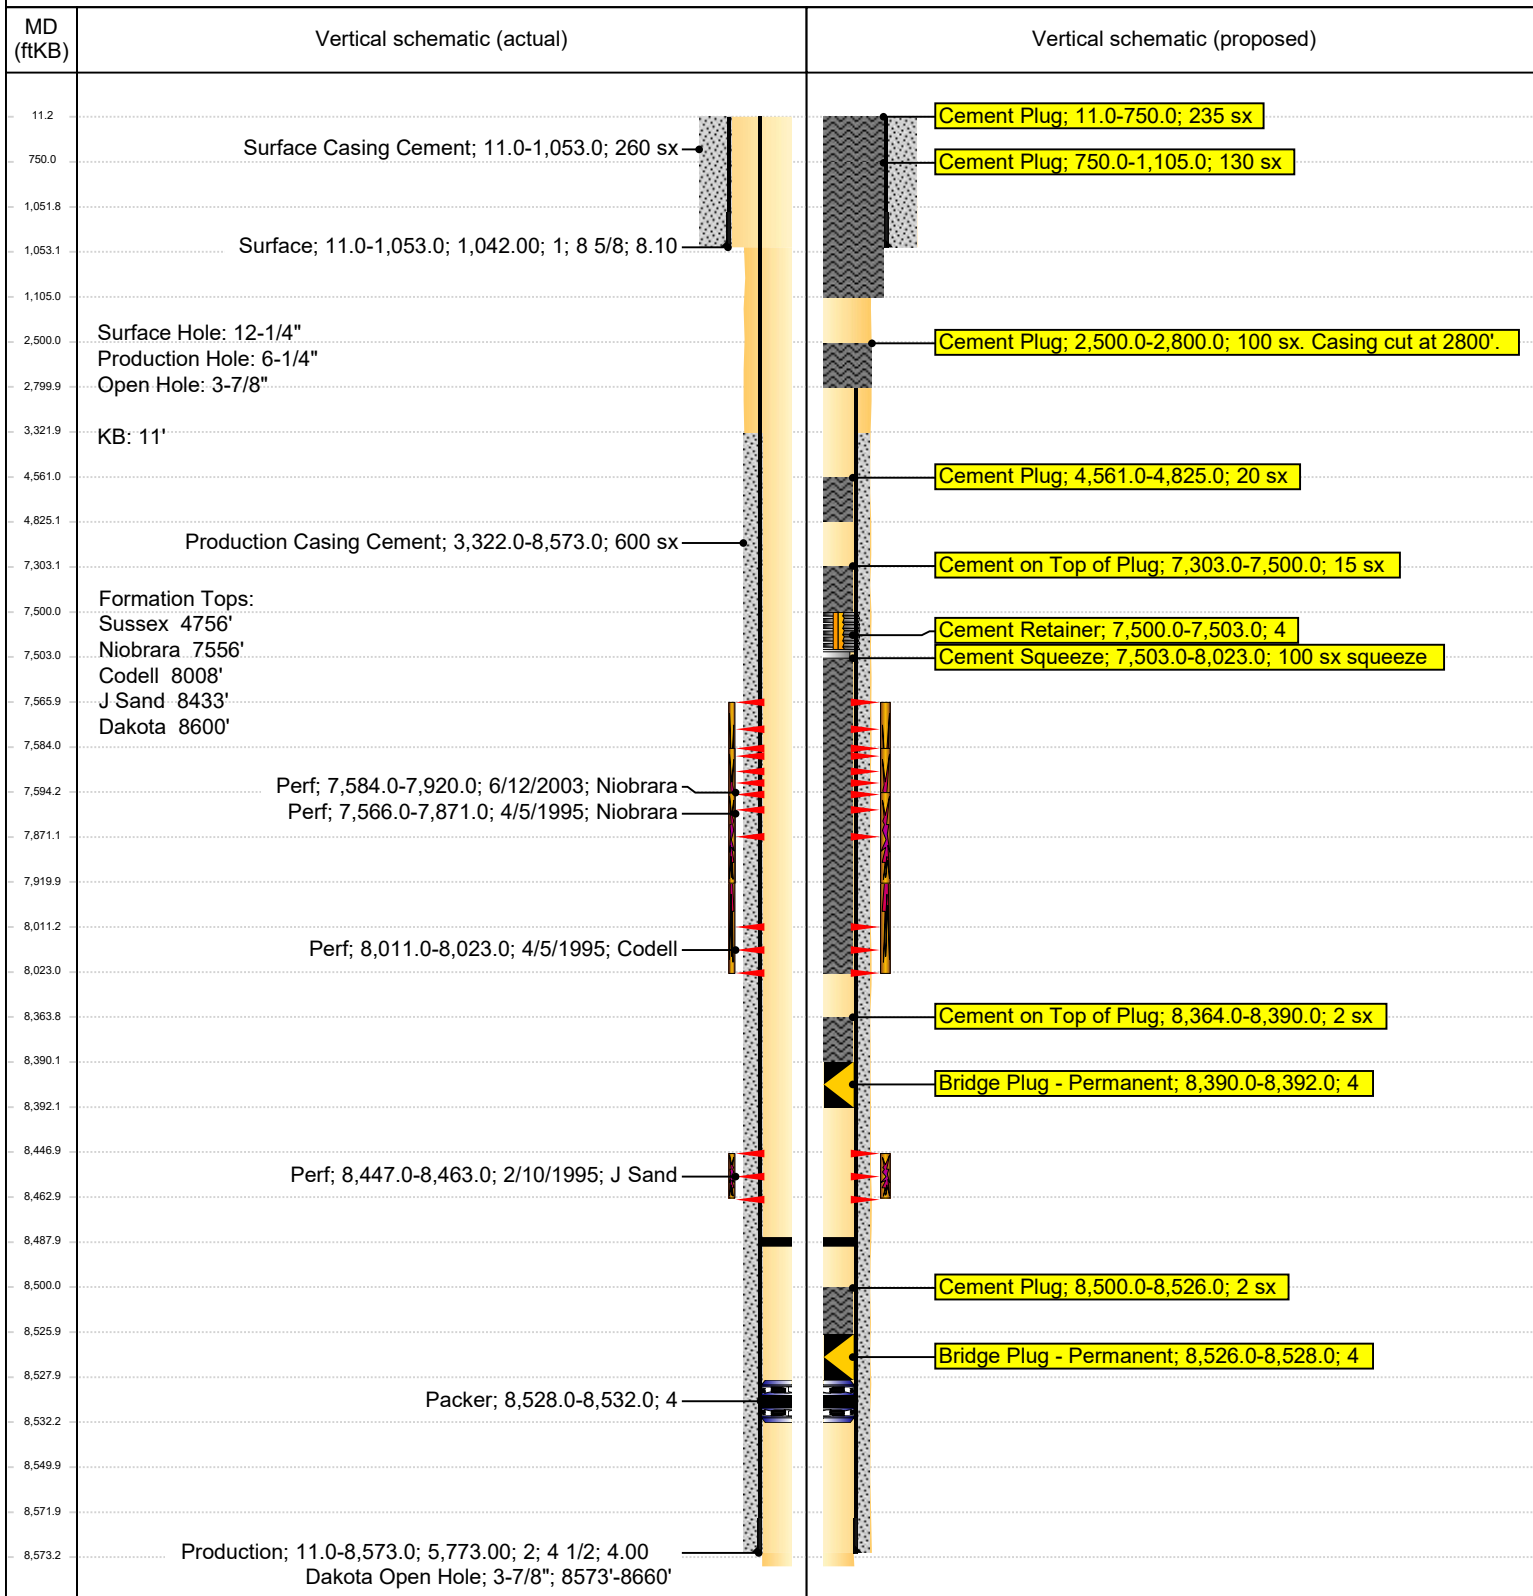 MD
(ftKB)
Vertical schematic (actual)
Vertical schematic (proposed)
11.2
Cement Plug; 11.0-750.0; 235 sx
Surface Casing Cement; 11.0-1,053.0; 260 sx
750.0
Cement Plug; 750.0-1,105.0; 130 sx
1,051.8
Surface; 11.0-1,053.0; 1,042.00; 1; 8 5/8; 8.10
1,053.1
1,105.0
Surface Hole: 12-1/4"
2,500.0
Cement Plug; 2,500.0-2,800.0; 100 sx. Casing cut at 2800'.
Production Hole: 6-1/4"
Open Hole: 3-7/8"
2,799.9
3,321.9
KB: 11'
4,561.0
Cement Plug; 4,561.0-4,825.0; 20 sx
4,825.1
Production Casing Cement; 3,322.0-8,573.0; 600 sx
7,303.1
Cement on Top of Plug; 7,303.0-7,500.0; 15 sx
Formation Tops:
7,500.0
Sussex 4756'
Cement Retainer; 7,500.0-7,503.0; 4
Niobrara 7556'
7,503.0
Cement Squeeze; 7,503.0-8,023.0; 100 sx squeeze
Codell 8008'
J Sand 8433'
7,565.9
Dakota 8600'
7,584.0
Perf; 7,584.0-7,920.0; 6/12/2003; Niobrara
7,594.2
Perf; 7,566.0-7,871.0; 4/5/1995; Niobrara
7,871.1
7,919.9
8,011.2
Perf; 8,011.0-8,023.0; 4/5/1995; Codell
8,023.0
8,363.8
Cement on Top of Plug; 8,364.0-8,390.0; 2 sx
8,390.1
Bridge Plug - Permanent; 8,390.0-8,392.0; 4
8,392.1
8,446.9
Perf; 8,447.0-8,463.0; 2/10/1995; J Sand
8,462.9
8,487.9
8,500.0
Cement Plug; 8,500.0-8,526.0; 2 sx
8,525.9
Bridge Plug - Permanent; 8,526.0-8,528.0; 4
8,527.9
Packer; 8,528.0-8,532.0; 4
8,532.2
8,549.9
8,571.9
Production; 11.0-8,573.0; 5,773.00; 2; 4 1/2; 4.00
8,573.2
Dakota Open Hole; 3-7/8"; 8573'-8660'